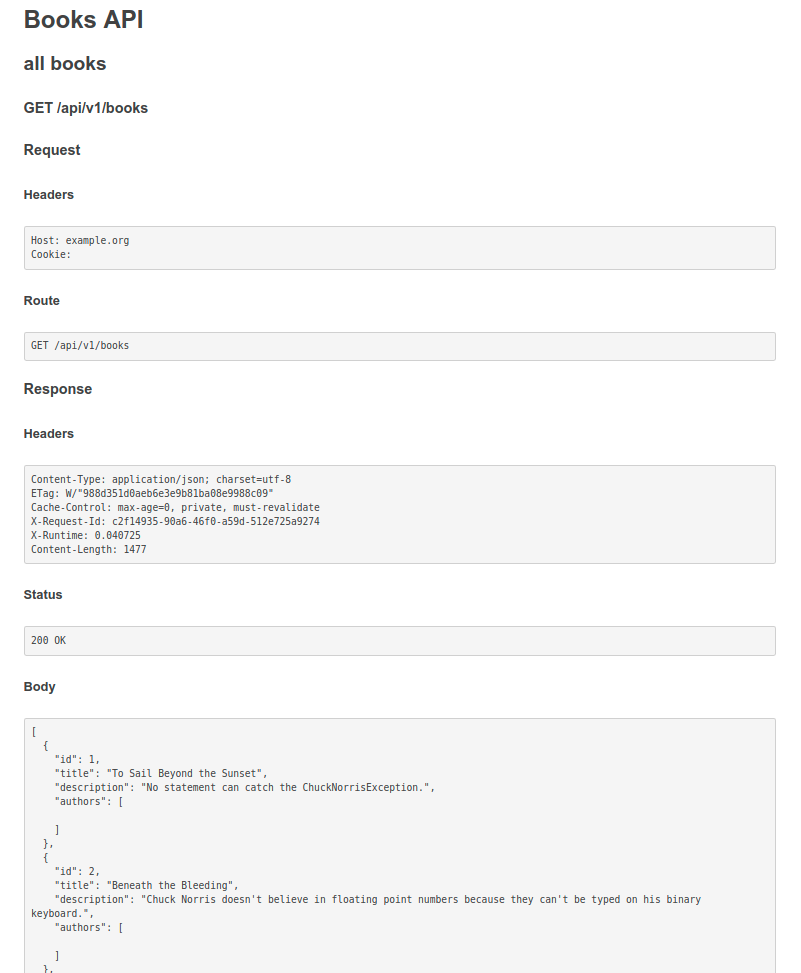 Books API
all books
GET /api/v1/books
Request
Headers
Host: example.org
Cookie:
Route
GET /api/v1/books
Response
Headers
Content-Type: application/json; charset=utf-8
ETag: W/"988d351d0aeb6e3e9b81ba08e9988c09"
Cache-Control: max-age=0, private, must-revalidate
X-Request-Id: c2f14935-90a6-46f0-a59d-512e725a9274
X-Runtime: 0.040725
Content-Length: 1477
Status
200 OK
Body
[
  {
    "id": 1,
    "title": "To Sail Beyond the Sunset",
    "description": "No statement can catch the ChuckNorrisException.",
    "authors": [
    ]
  },
  {
    "id": 2,
    "title": "Beneath the Bleeding",
    "description": "Chuck Norris doesn't believe in floating point numbers because they can't be typed on his binary
keyboard.",
    "authors": [
    ]
  },